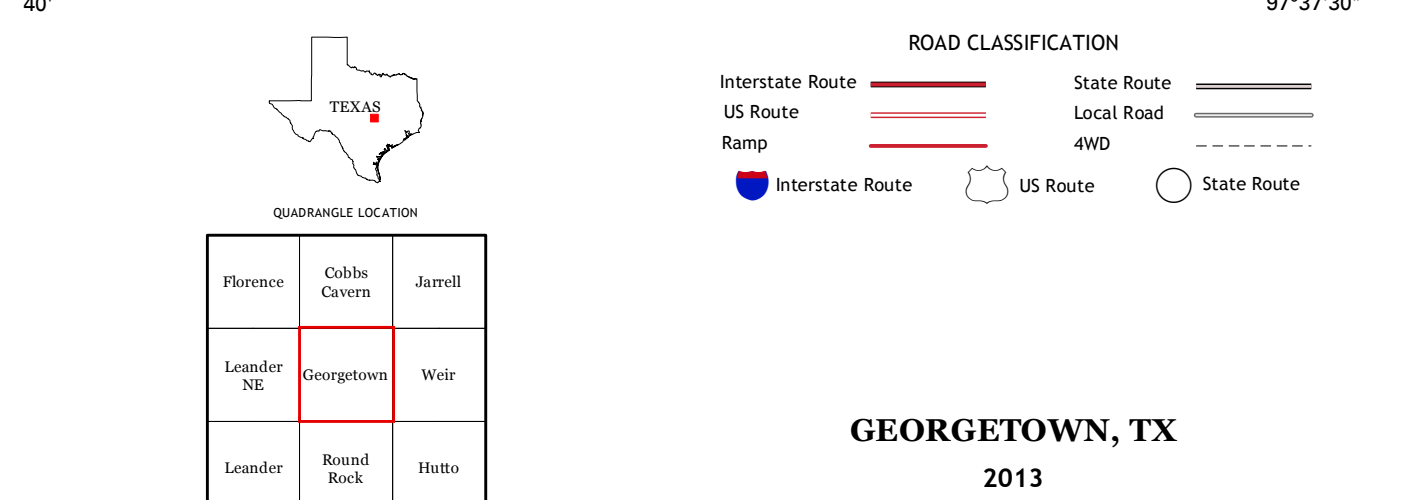 40'
97°37'30"
TEXAS
QUADRANGLE LOCATION
Florence
Cobbs
Cavern
Jarrell
Leander
NE
Georgetown
Weir
Leander
Round
Rock
Hutto
ROAD CLASSIFICATION
Interstate Route
State Route
US Route
Local Road
Ramp
4WD
Interstate Route
US Route
State Route
GEORGETOWN, TX
2013